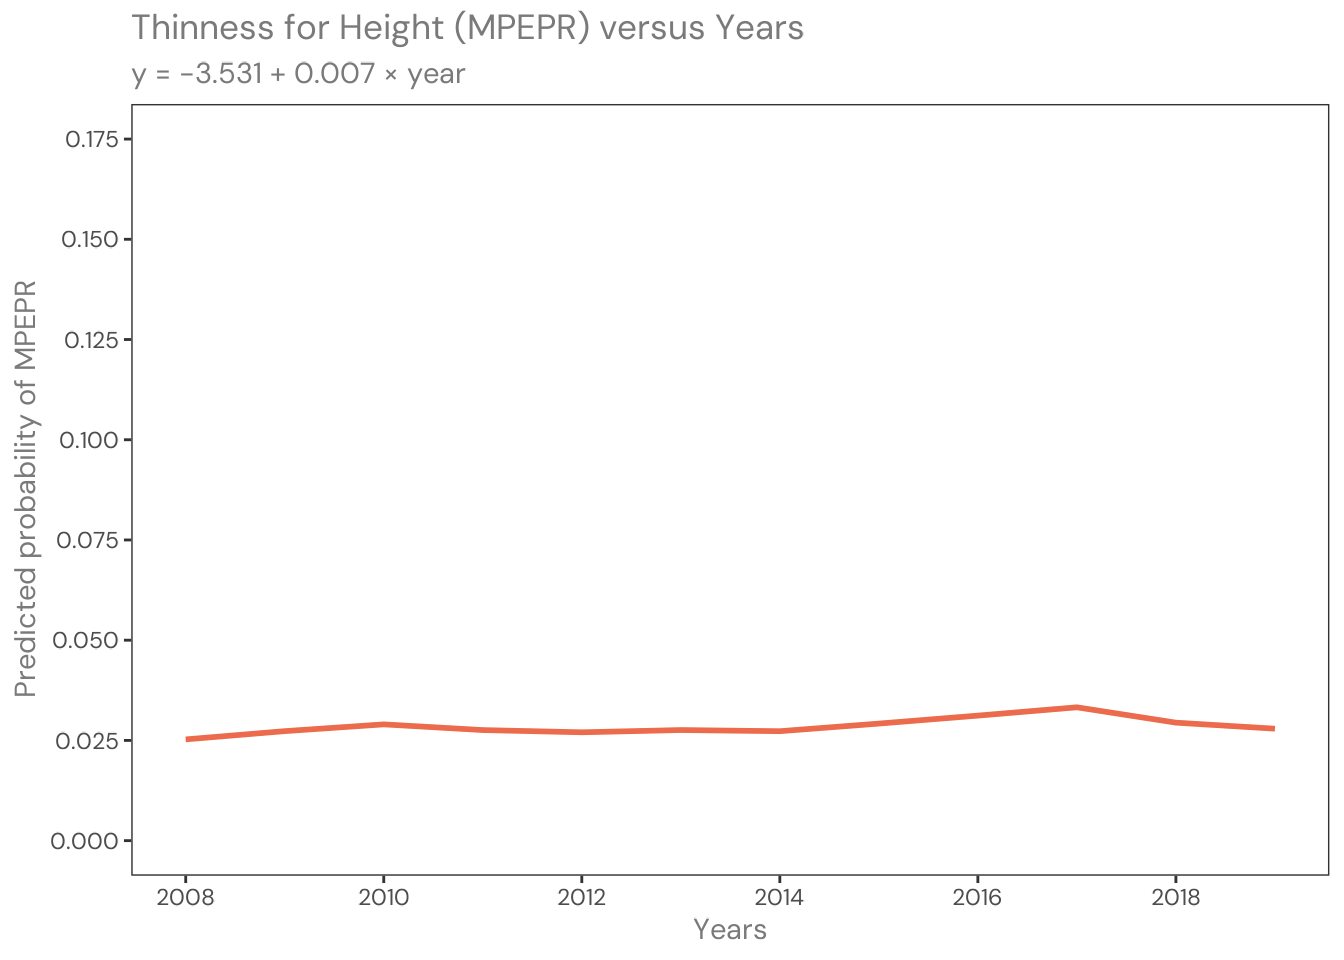 Thinness for Height (MPEPR) versus Years
y = −3.531 + 0.007 × year
Predicted probability of MPEPR
0.175
0.150
0.125
0.100
0.075
0.050
0.025
0.000
2008 2010 2012 2014 2016 2018
Years